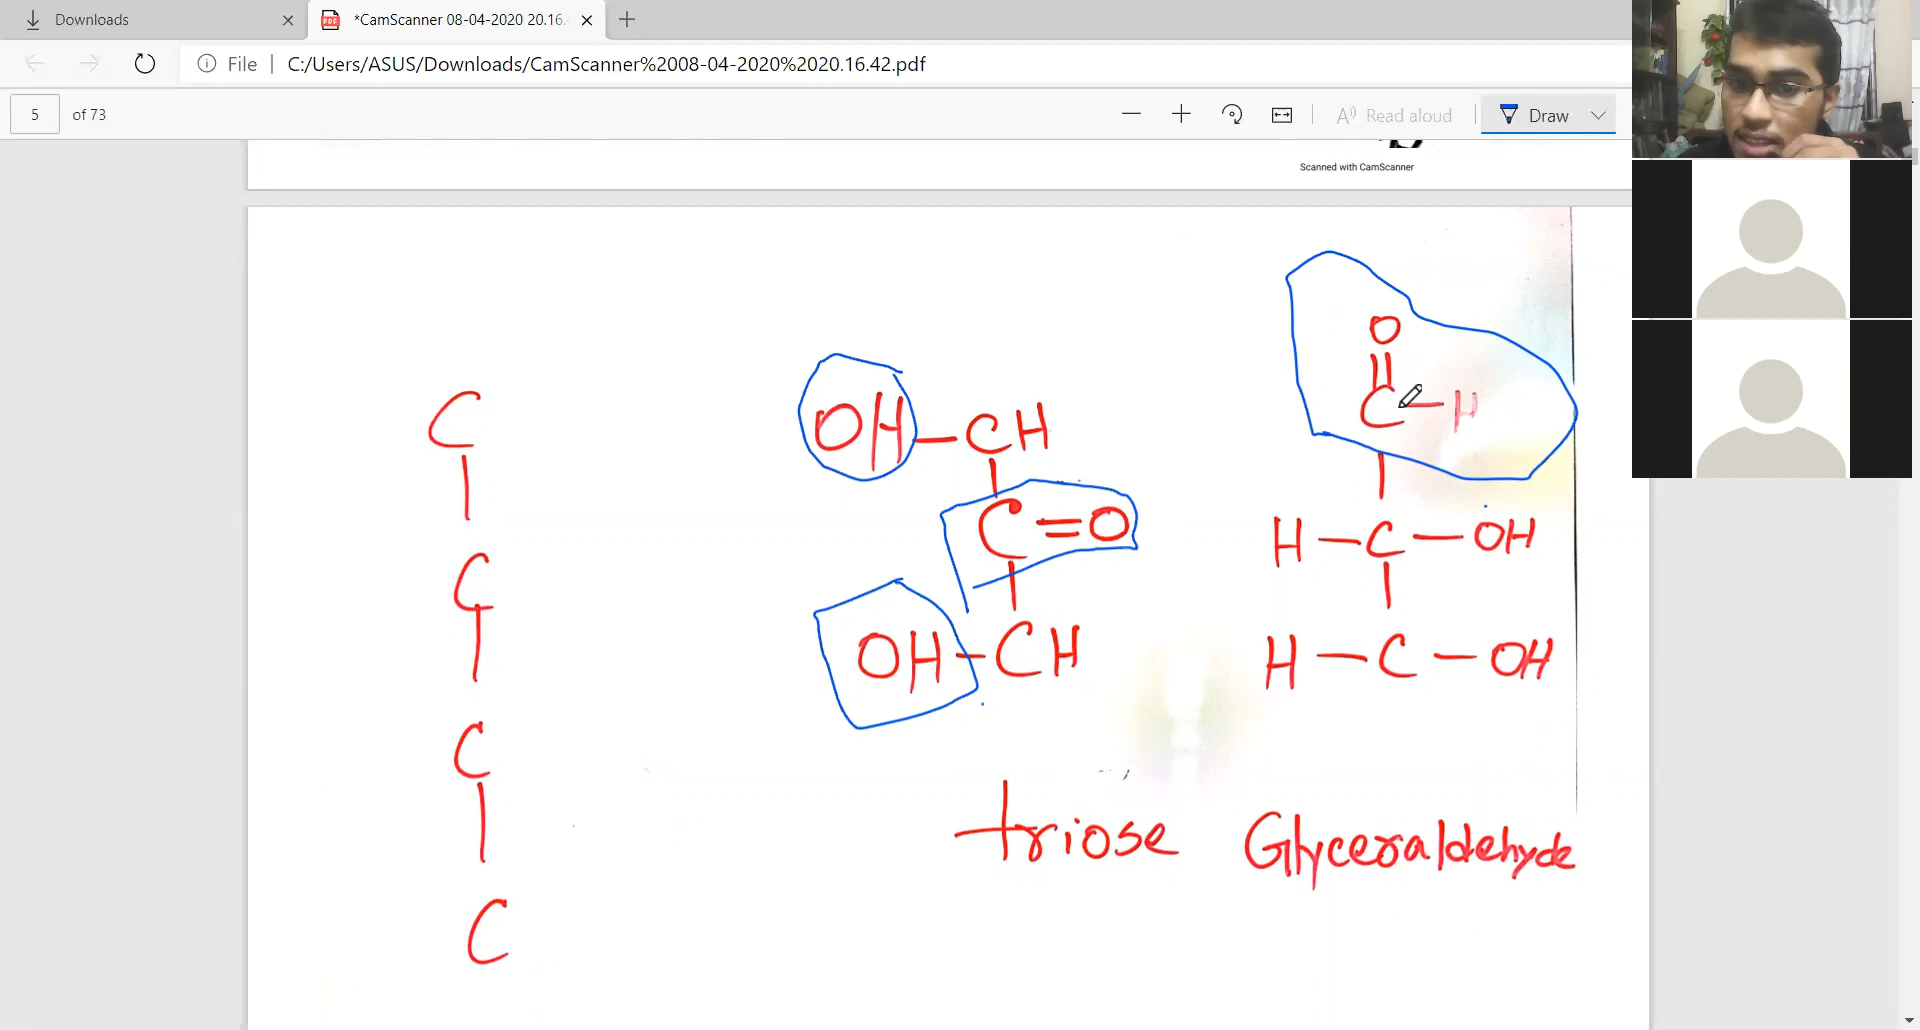 Downloads
*CamScanner 08-04-2020 20.16.
File
C:/Users/ASUS/Downloads/CamScanner%2008-04-2020%2020.16.42.pdf
5 of 73
Read aloud
Draw
Scanned with CamScanner
O
C—H
C
OH—CH
C=O
H—C—OH
C
OH—CH
H—C—OH
C
triose Glyceraldehyde
C